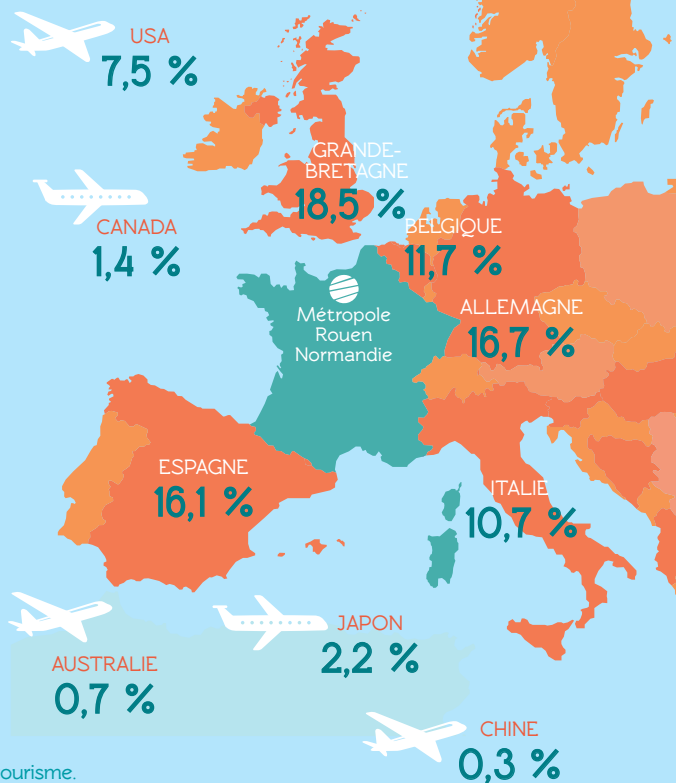 USA
7,5 %
GRANDE-
BRETAGNE
18,5 %
CANADA
1,4 %
BELGIQUE
11,7 %
Métropole
Rouen
Normandie
ALLEMAGNE
16,7 %
ESPAGNE
16,1 %
ITALIE
10,7 %
JAPON
2,2 %
AUSTRALIE
0,7 %
CHINE
0,3 %
ourisme.